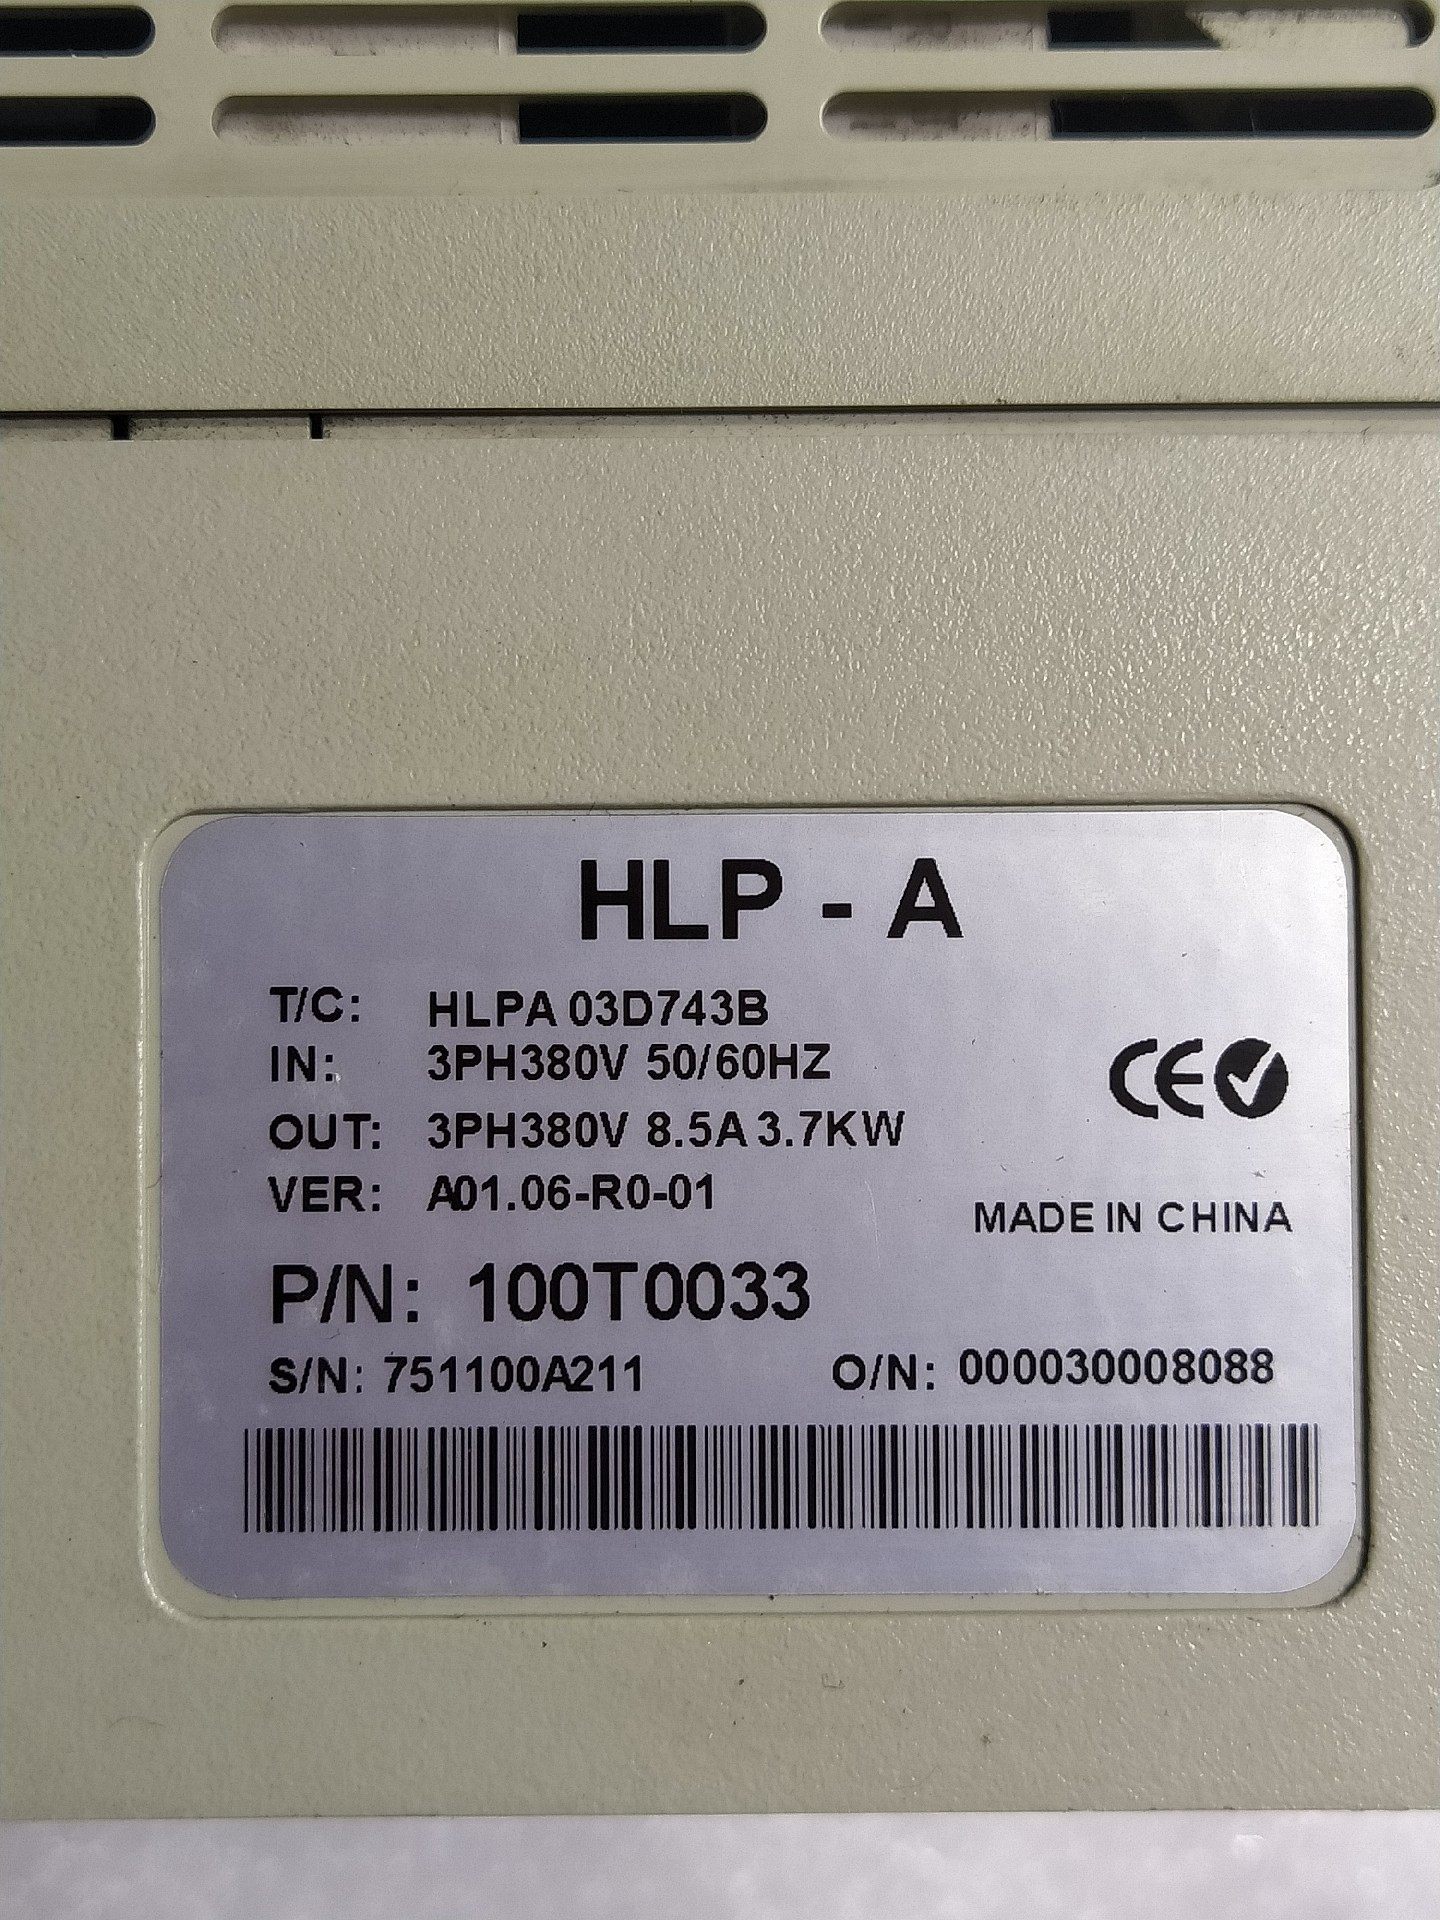 HLP - A
T/C: HLPA 03D743B
IN: 3PH380V 50/60HZ
OUT: 3PH380V 8.5A 3.7KW
VER: A01.06-R0-01
CE
MADE IN CHINA
P/N: 100T0033
S/N: 751100A211 O/N: 000030008088